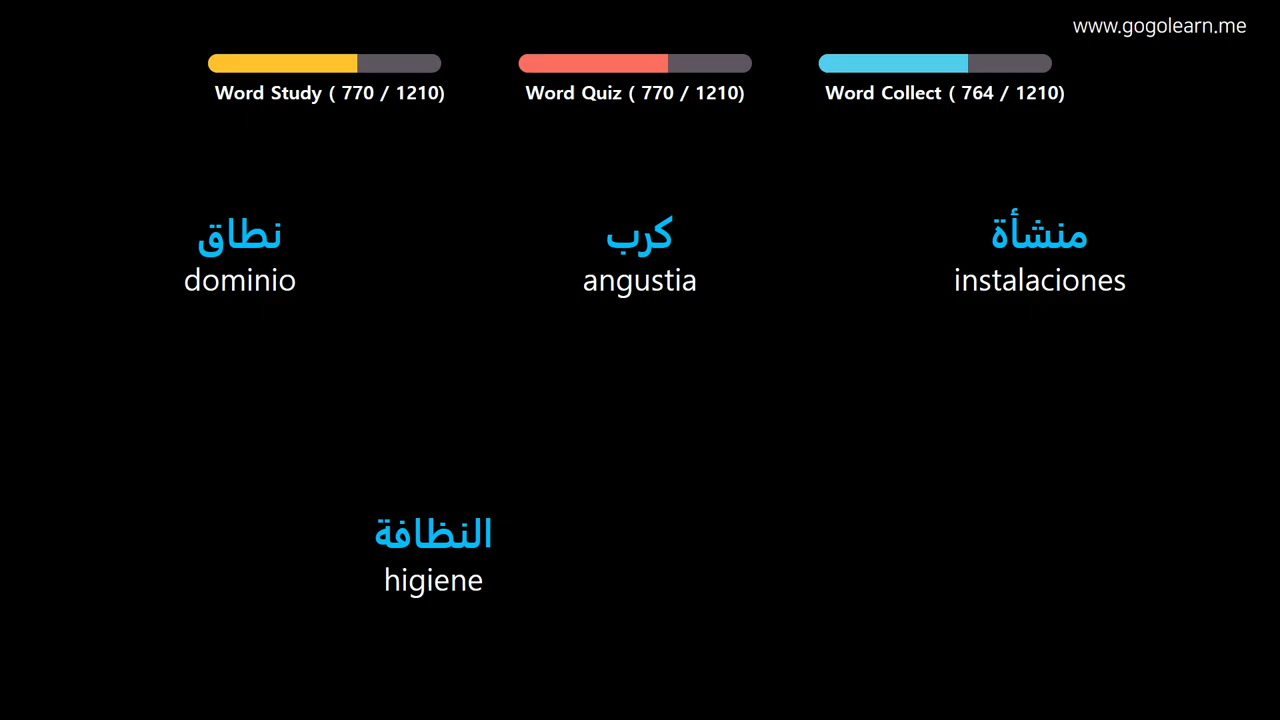 www.gogolearn.me
Word Study ( 770 / 1210)
Word Quiz ( 770 / 1210)
Word Collect ( 764 / 1210)
نطاق
dominio
كرب
angustia
منشأة
instalaciones
النظافة
higiene